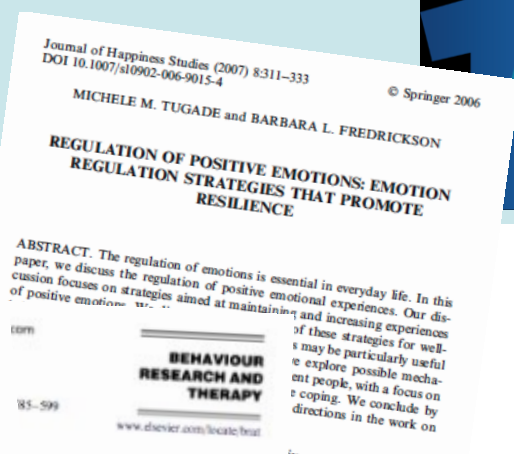 Journal of Happiness Studies (2007) 8:311–333
DOI 10.1007/s10902-006-9015-4
© Springer 2006
MICHELE M. TUGADE and BARBARA L. FREDRICKSON
REGULATION OF POSITIVE EMOTIONS: EMOTION
REGULATION STRATEGIES THAT PROMOTE
RESILIENCE
ABSTRACT. The regulation of emotions is essential in everyday life. In this
paper, we discuss the regulation of positive emotional experiences. Our dis-
cussion focuses on strategies aimed at maintaining and increasing experiences
of positive emotions.
of these strategies for well-
may be particularly useful
explore possible mecha-
people, with a focus on
coping. We conclude by
directions in the work on
com
BEHAVIOUR
RESEARCH AND
THERAPY
85–599
www.elsevier.com/locate/brat